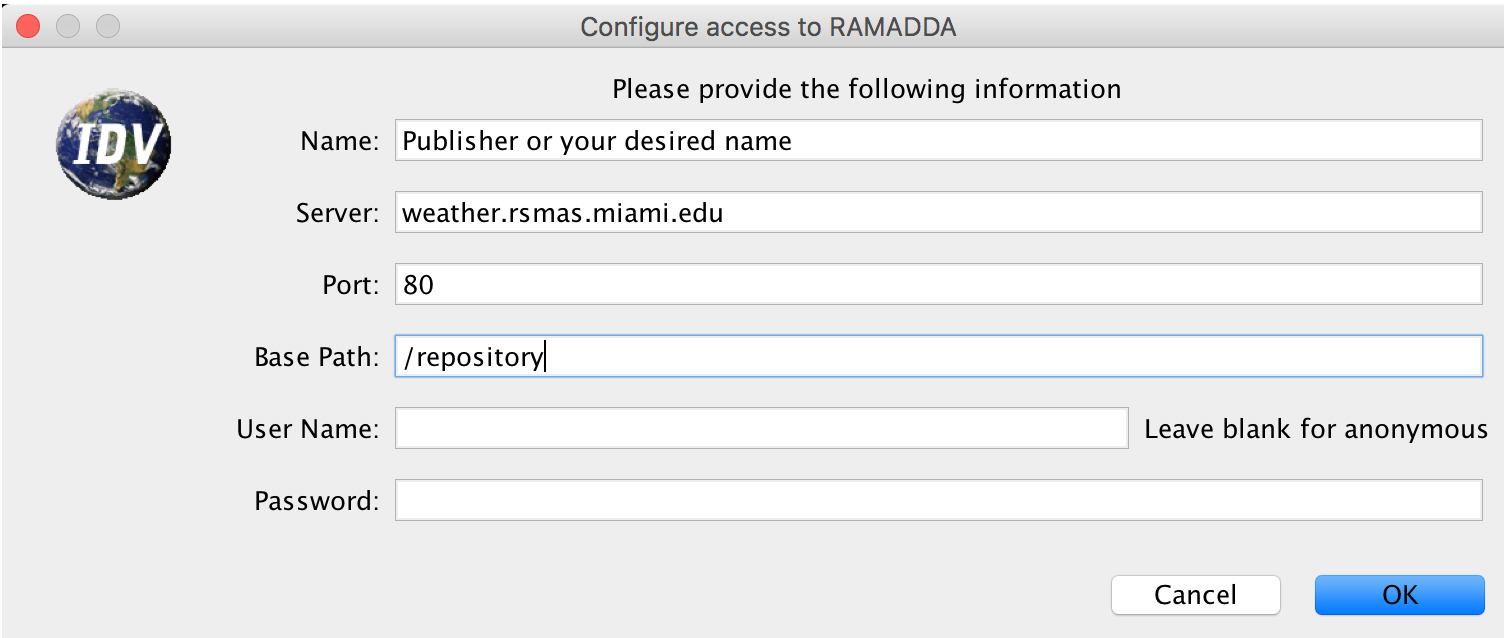 Configure access to RAMADDA
IDV
Please provide the following information
Name: Publisher or your desired name
Server: weather.rsmas.miami.edu
Port: 80
Base Path: /repository
User Name: Leave blank for anonymous
Password:
Cancel OK